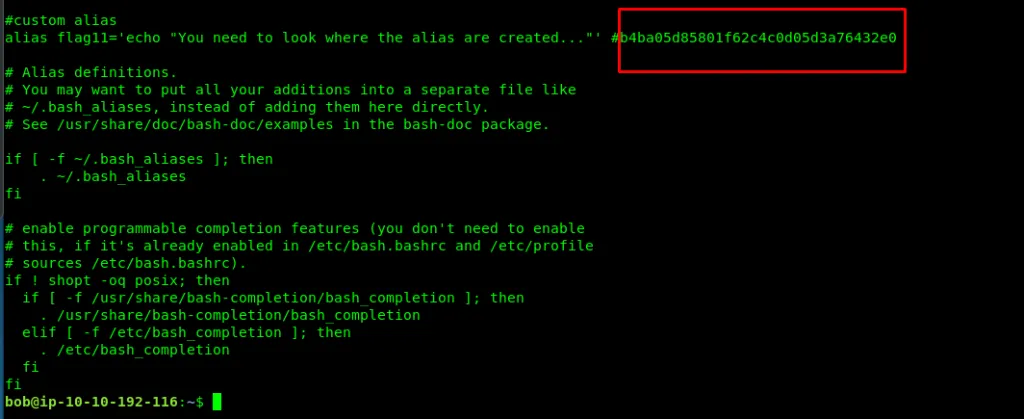 #custom alias
alias flag11='echo "You need to look where the alias are created..."' #b4ba05d85801f62c4c0d05d3a76432e0
# Alias definitions.
# You may want to put all your additions into a separate file like
# ~/.bash_aliases, instead of adding them here directly.
# See /usr/share/doc/bash-doc/examples in the bash-doc package.
if [ -f ~/.bash_aliases ]; then
    . ~/.bash_aliases
fi
# enable programmable completion features (you don't need to enable
# this, if it's already enabled in /etc/bash.bashrc and /etc/profile
# sources /etc/bash.bashrc).
if ! shopt -oq posix; then
  if [ -f /usr/share/bash-completion/bash_completion ]; then
    . /usr/share/bash-completion/bash_completion
  elif [ -f /etc/bash_completion ]; then
    . /etc/bash_completion
  fi
fi
bob@ip-10-10-192-116:~$